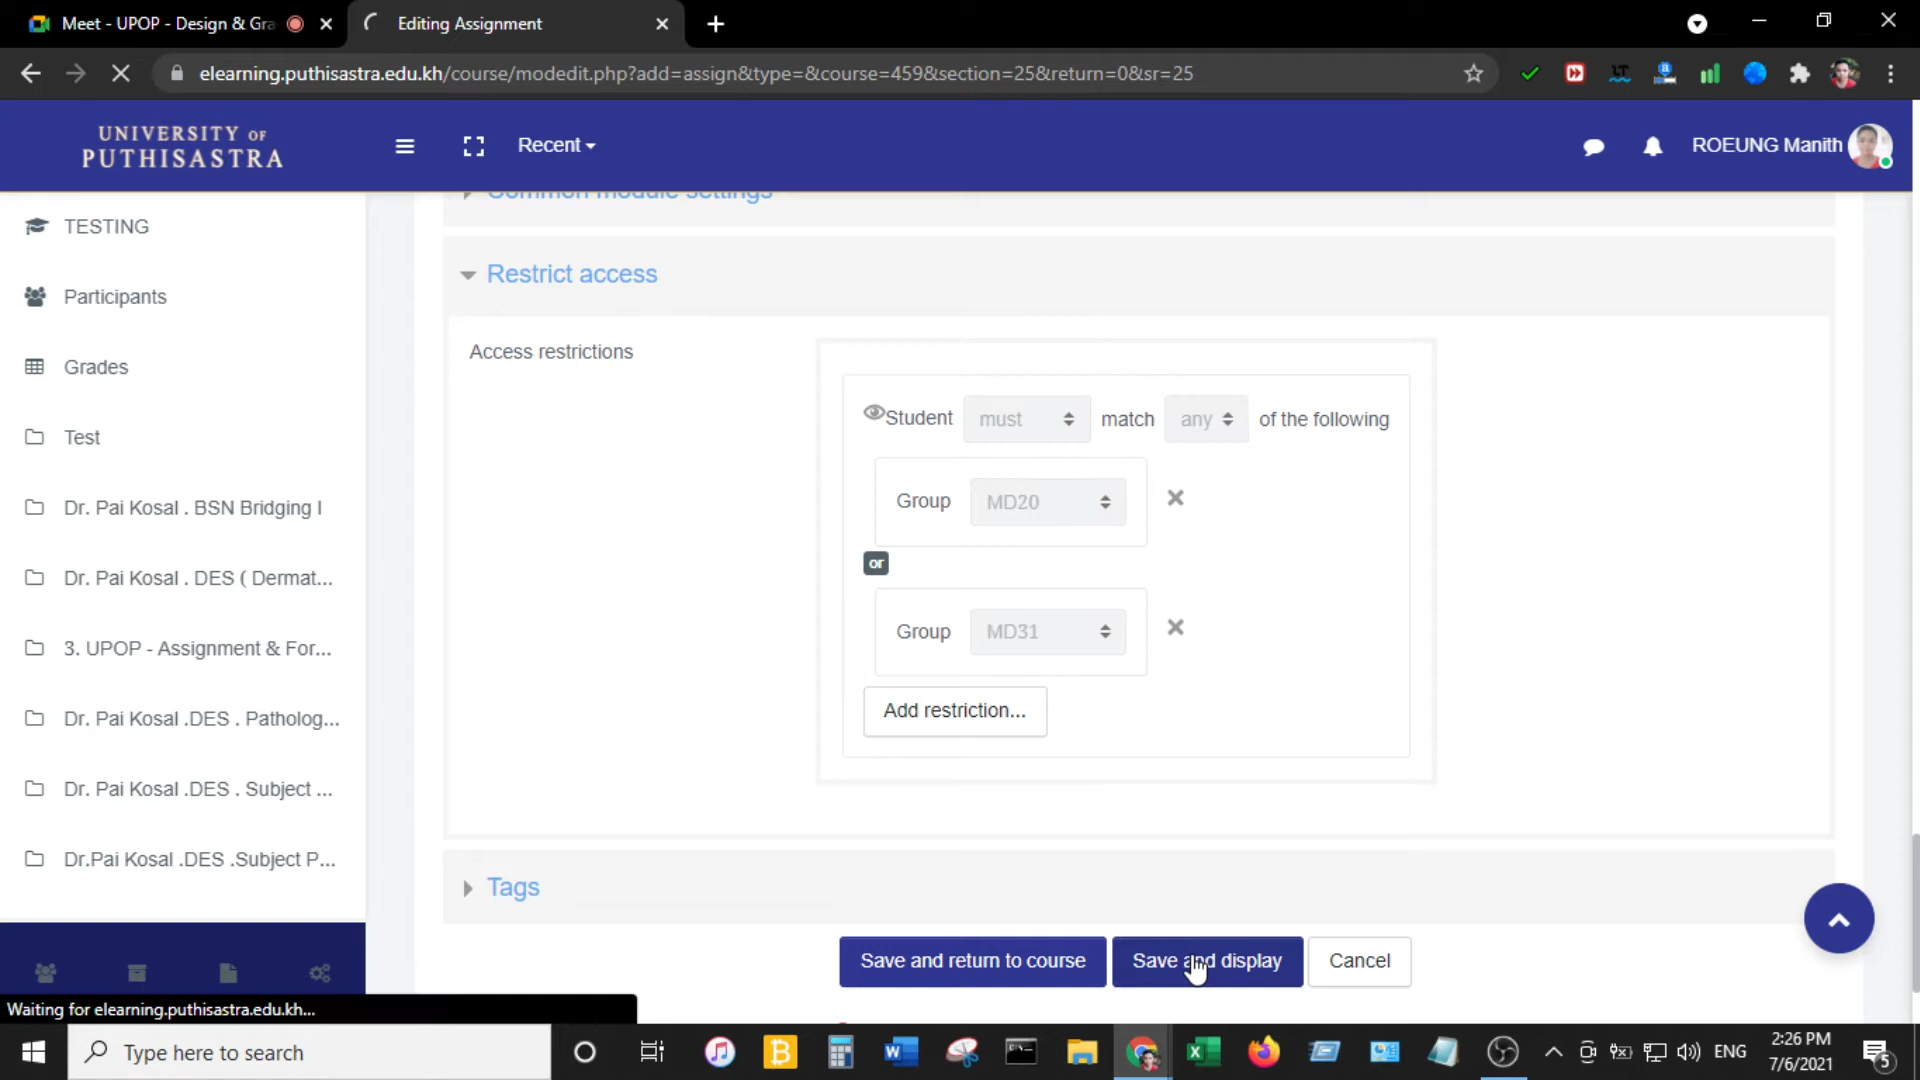 Meet - UPOP - Design & Gra
Editing Assignment
elearning.puthisastra.edu.kh/course/modedit.php?add=assign&type=&course=459&section=25&return=0&sr=25
UNIVERSITY OF
PUTHISASTRA
Recent
ROEUNG Manith
TESTING
Participants
Grades
Test
Dr. Pai Kosal . BSN Bridging I
Dr. Pai Kosal . DES ( Dermat...
3. UPOP - Assignment & For...
Dr. Pai Kosal .DES . Patholog...
Dr. Pai Kosal .DES . Subject ...
Dr.Pai Kosal .DES .Subject P...
Common module settings
Restrict access
Access restrictions
Student must match any of the following
Group MD20
or
Group MD31
Add restriction...
Tags
Save and return to course
Save and display
Cancel
Waiting for elearning.puthisastra.edu.kh...
Type here to search
ENG
2:26 PM
7/6/2021
5